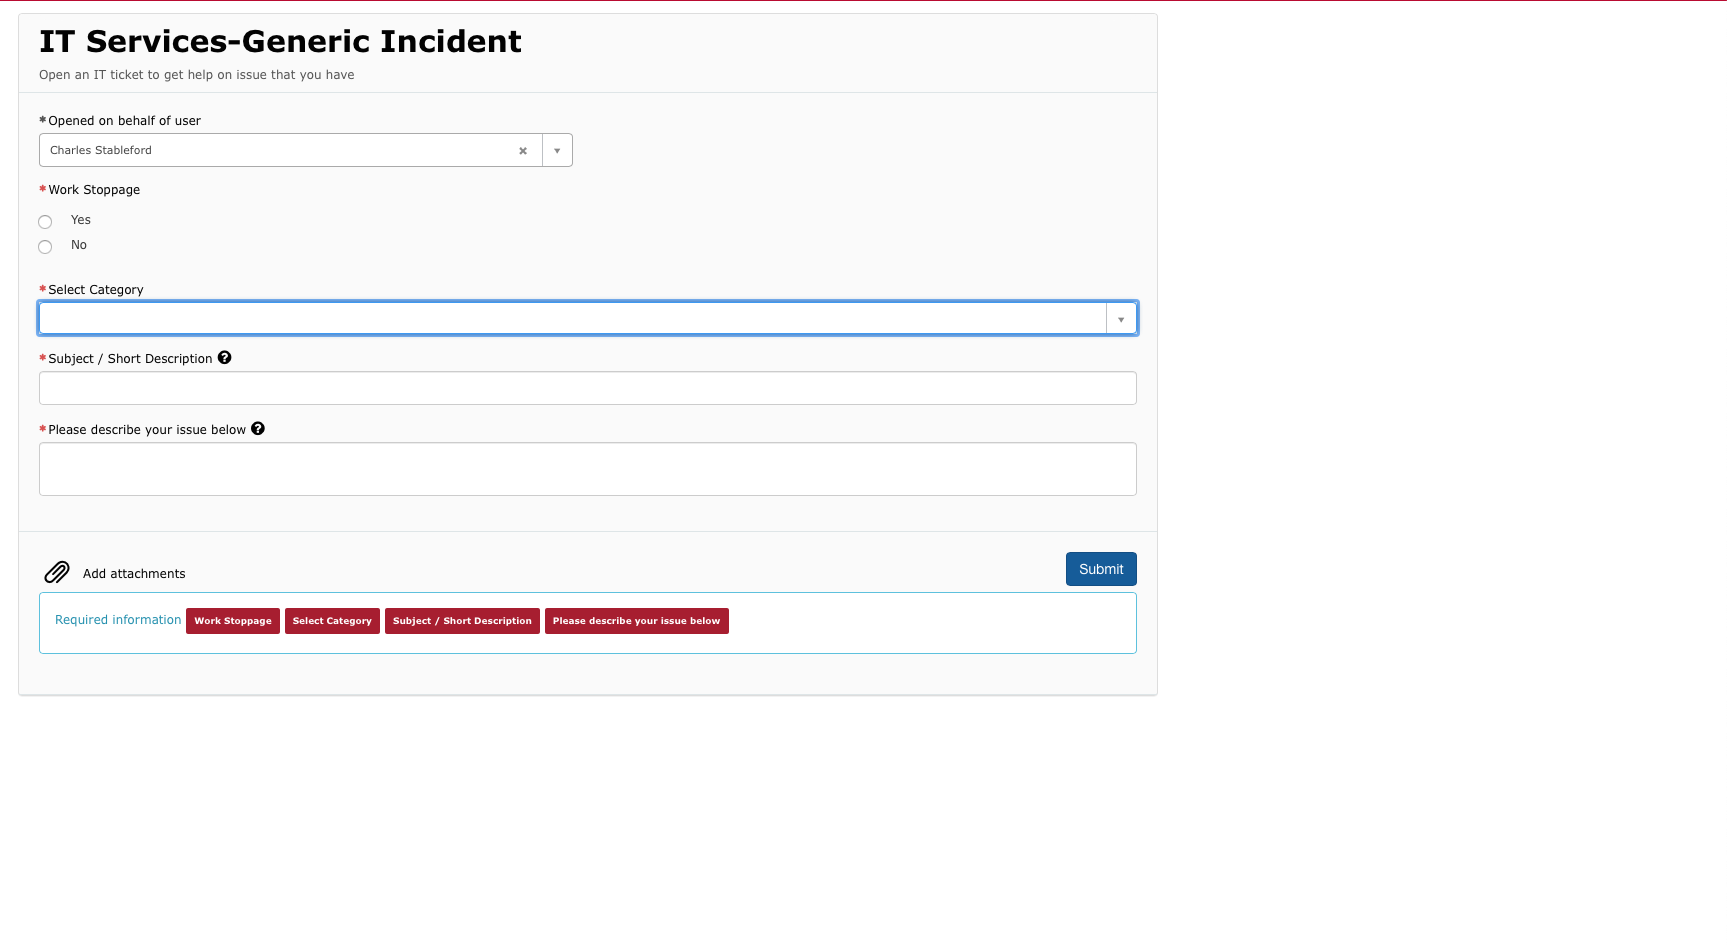 IT Services-Generic Incident
Open an IT ticket to get help on issue that you have
*Opened on behalf of user
Charles Stableford
*Work Stoppage
Yes
No
*Select Category
*Subject / Short Description
*Please describe your issue below
Add attachments
Submit
Required information Work Stoppage Select Category Subject / Short Description Please describe your issue below